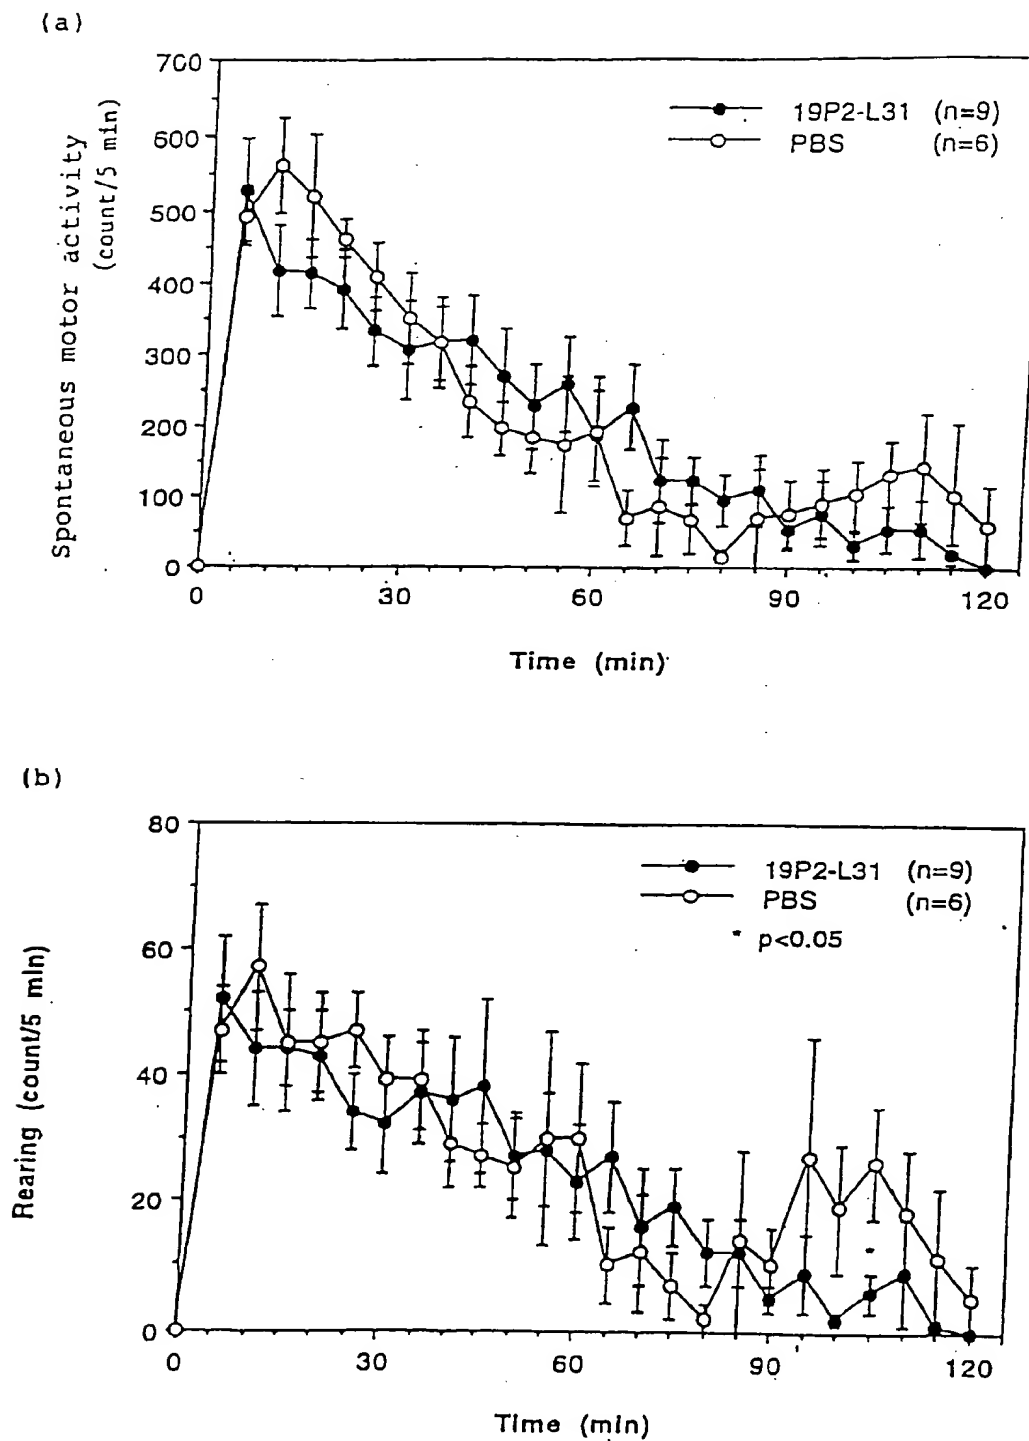 (a)
700
600
500
400
300
200
100
0
Spontaneous motor activity
(count/5 min)
19P2-L31 (n=9)
PBS (n=6)
0 30 60 90 120
Time (min)
(b)
80
60
40
20
0
Rearing (count/5 min)
19P2-L31 (n=9)
PBS (n=6)
* p<0.05
0 30 60 90 120
Time (min)